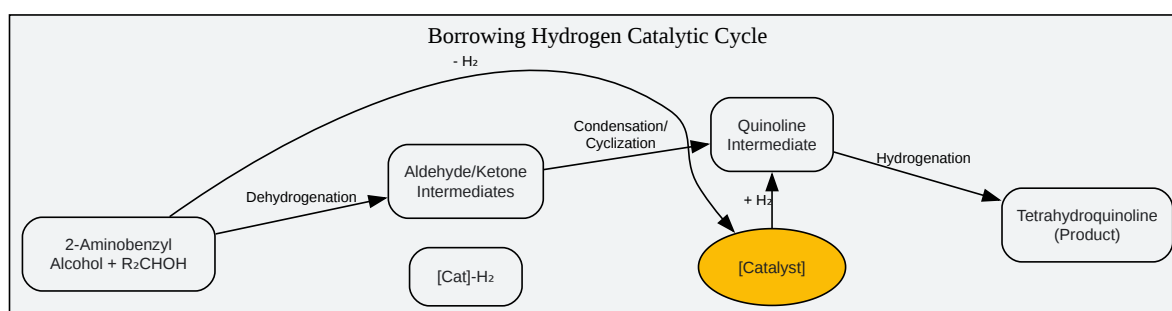 Borrowing Hydrogen Catalytic Cycle
- H₂
Condensation/
Cyclization
Quinoline
Intermediate
Hydrogenation
Aldehyde/Ketone
Intermediates
Dehydrogenation
+ H₂
Tetrahydroquinoline
(Product)
2-Aminobenzyl
Alcohol + R₂CHOH
[Cat]-H₂
[Catalyst]